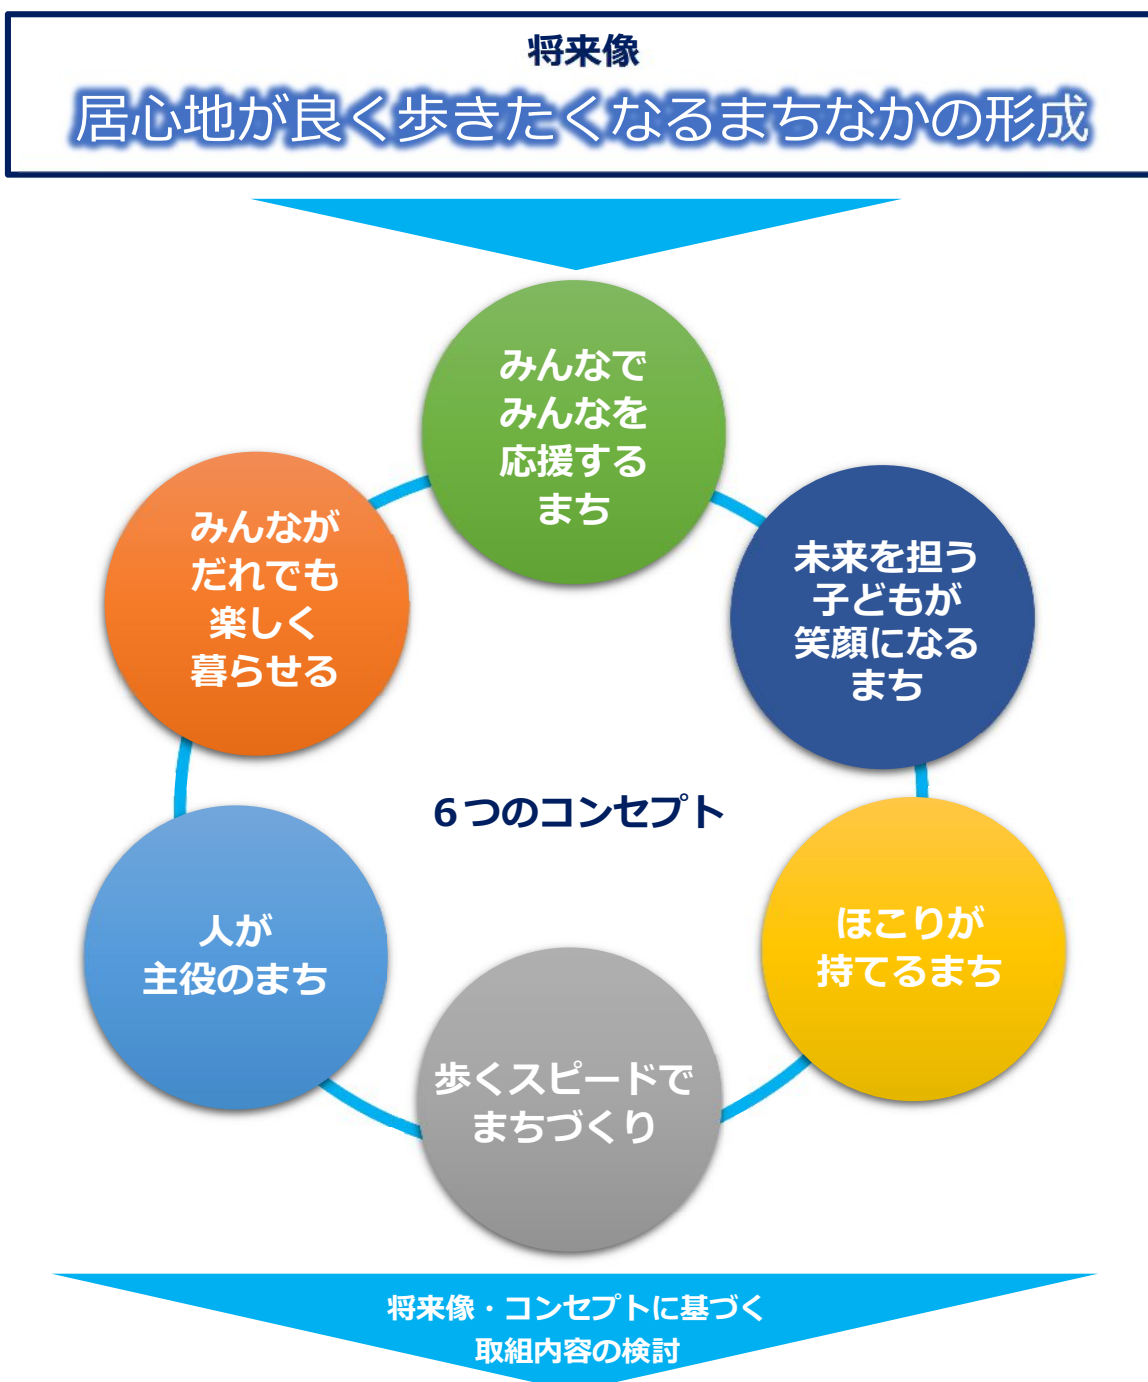 将来像
居心地が良く歩きたくなるまちなかの形成
みんなで
みんなを
応援する
まち
未来を担う
子どもが
笑顔になる
まち
ほこりが
持てるまち
歩くスピードで
まちづくり
人が
主役のまち
みんなが
だれでも
楽しく
暮らせる
６つのコンセプト
将来像・コンセプトに基づく
取組内容の検討